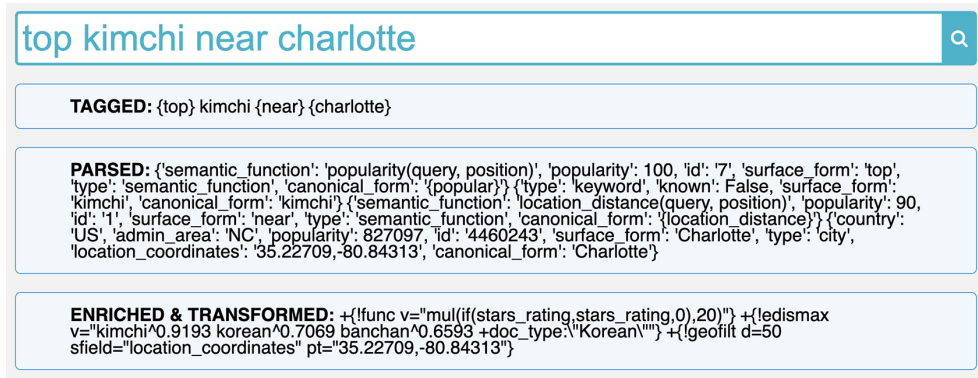 top kimchi near charlotte
TAGGED: {top} kimchi {near} {charlotte}
PARSED: {'semantic_function': 'popularity(query, position)', 'popularity': 100, 'id': '7', 'surface_form': 'top',
'type': 'semantic_function', 'canonical_form': '{popular}'} {'type': 'keyword', 'known': False, 'surface_form':
'kimchi', 'canonical_form': 'kimchi'} {'semantic_function': 'location_distance(query, position)', 'popularity': 90,
'id': '1', 'surface_form': 'near', 'type': 'semantic_function', 'canonical_form': '{location_distance}'} {'country':
'US', 'admin_area': 'NC', 'popularity': 827097, 'id': '4460243', 'surface_form': 'Charlotte', 'type': 'city',
'location_coordinates': '35.22709,-80.84313', 'canonical_form': 'Charlotte'}
ENRICHED & TRANSFORMED: +{!func v="mul(if(stars_rating,stars_rating,0),20)"} +{!edismax
v="kimchi^0.9193 korean^0.7069 banchan^0.6593 +doc_type:\"Korean\""} +{!geofilt d=50
sfield="location_coordinates" pt="35.22709,-80.84313"}